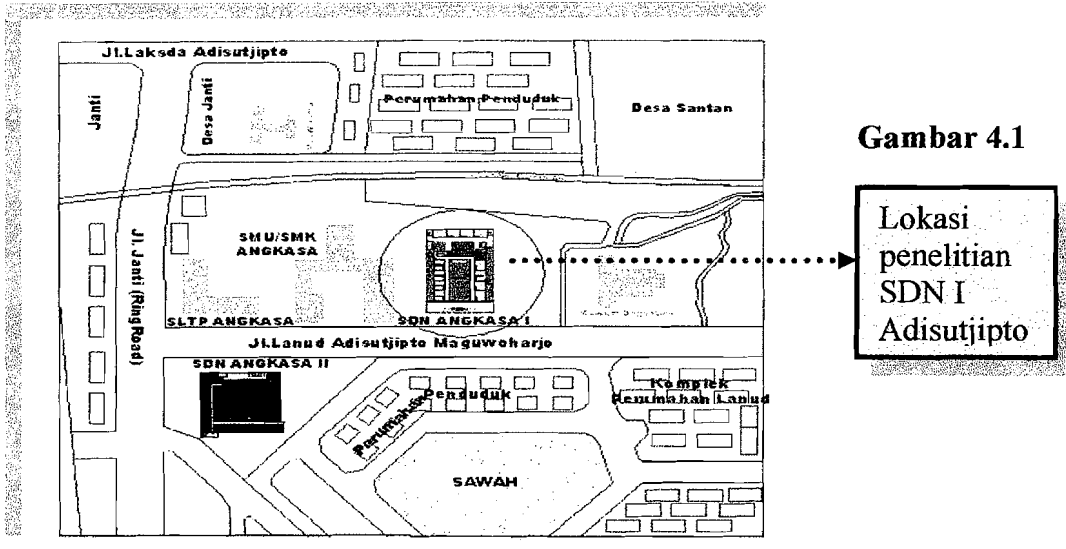 Jl.Laksda Adisutjipto
Janti
Desa Janti
Perumahan Penduduk
Desa Santan
Gambar 4.1
Lokasi
penelitian
SDN I
Adisutjipto
Jl. Janti (Ring Road)
SMU/SMK
ANGKASA
SLTP ANGKASA
SDN ANGKASA I
Jl.Lanud Adisutjipto Maguwoharjo
SDN ANGKASA II
Perumahan Penduduk
Komplek
Perumahan Lanud
SAWAH